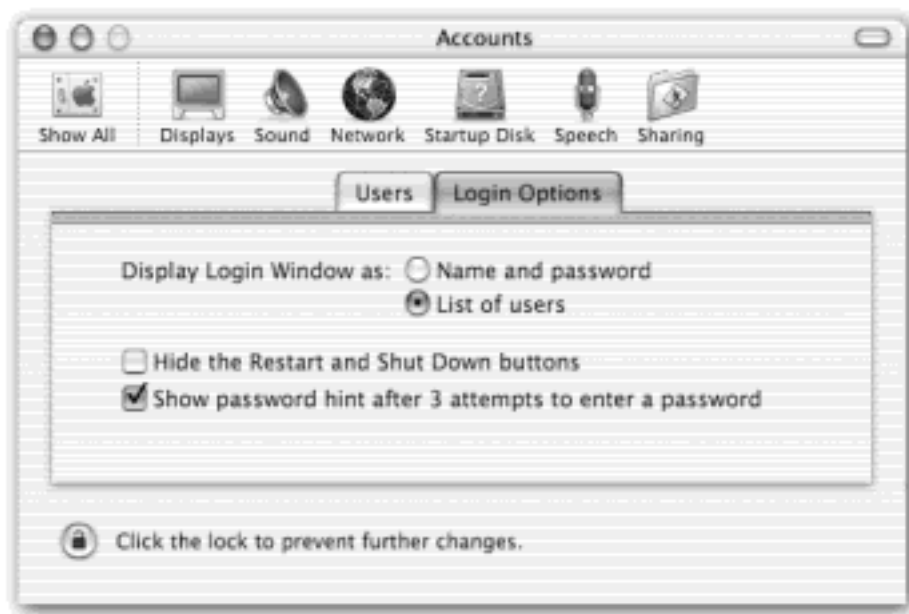 Accounts
Show All Displays Sound Network Startup Disk Speech Sharing
Users Login Options
Display Login Window as: Name and password
List of users
Hide the Restart and Shut Down buttons
Show password hint after 3 attempts to enter a password
Click the lock to prevent further changes.